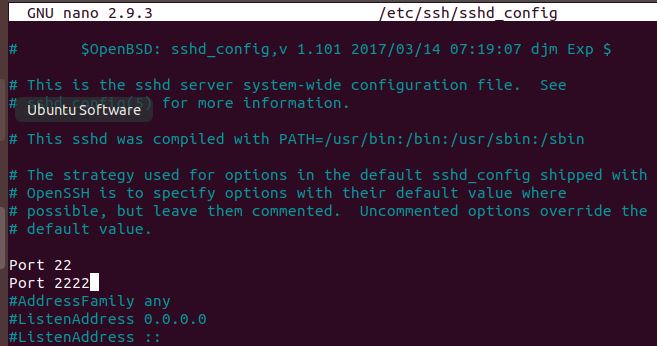 GNU nano 2.9.3 /etc/ssh/sshd_config
# $OpenBSD: sshd_config,v 1.101 2017/03/14 07:19:07 djm Exp $
# This is the sshd server system-wide configuration file. See
# sshd_config(5) for more information.
Ubuntu Software
# This sshd was compiled with PATH=/usr/bin:/bin:/usr/sbin:/sbin
# The strategy used for options in the default sshd_config shipped with
# OpenSSH is to specify options with their default value where
# possible, but leave them commented. Uncommented options override the
# default value.
Port 22
Port 2222
#AddressFamily any
#ListenAddress 0.0.0.0
#ListenAddress ::